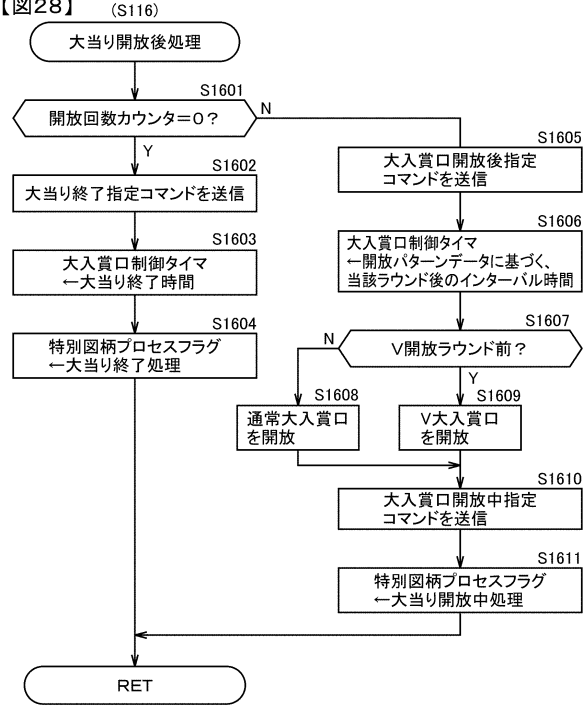 【図28】
(S116)
大当り開放後処理
S1601
開放回数カウンタ=0?
N
Y
S1602
大当り終了指定コマンドを送信
S1603
大入賞口制御タイマ
←大当り終了時間
S1604
特別図柄プロセスフラグ
←大当り終了処理
S1605
大入賞口開放後指定
コマンドを送信
S1606
大入賞口制御タイマ
←開放パターンデータに基づく、
当該ラウンド後のインターバル時間
S1607
V開放ラウンド前?
N
Y
S1608
通常大入賞口
を開放
S1609
V大入賞口
を開放
S1610
大入賞口開放中指定
コマンドを送信
S1611
特別図柄プロセスフラグ
←大当り開放中処理
RET